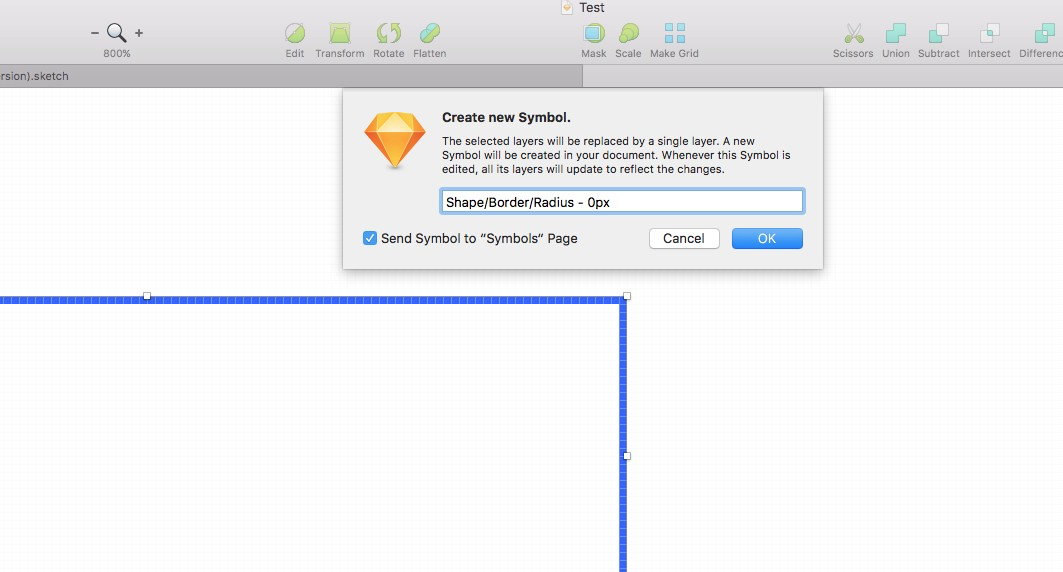 Test
800%
Edit Transform Rotate Flatten Mask Scale Make Grid Scissors Union Subtract Intersect Differenc
rsion).sketch
Create new Symbol.
The selected layers will be replaced by a single layer. A new
Symbol will be created in your document. Whenever this Symbol is
edited, all its layers will update to reflect the changes.
Shape/Border/Radius - 0px
Send Symbol to “Symbols” Page
Cancel OK